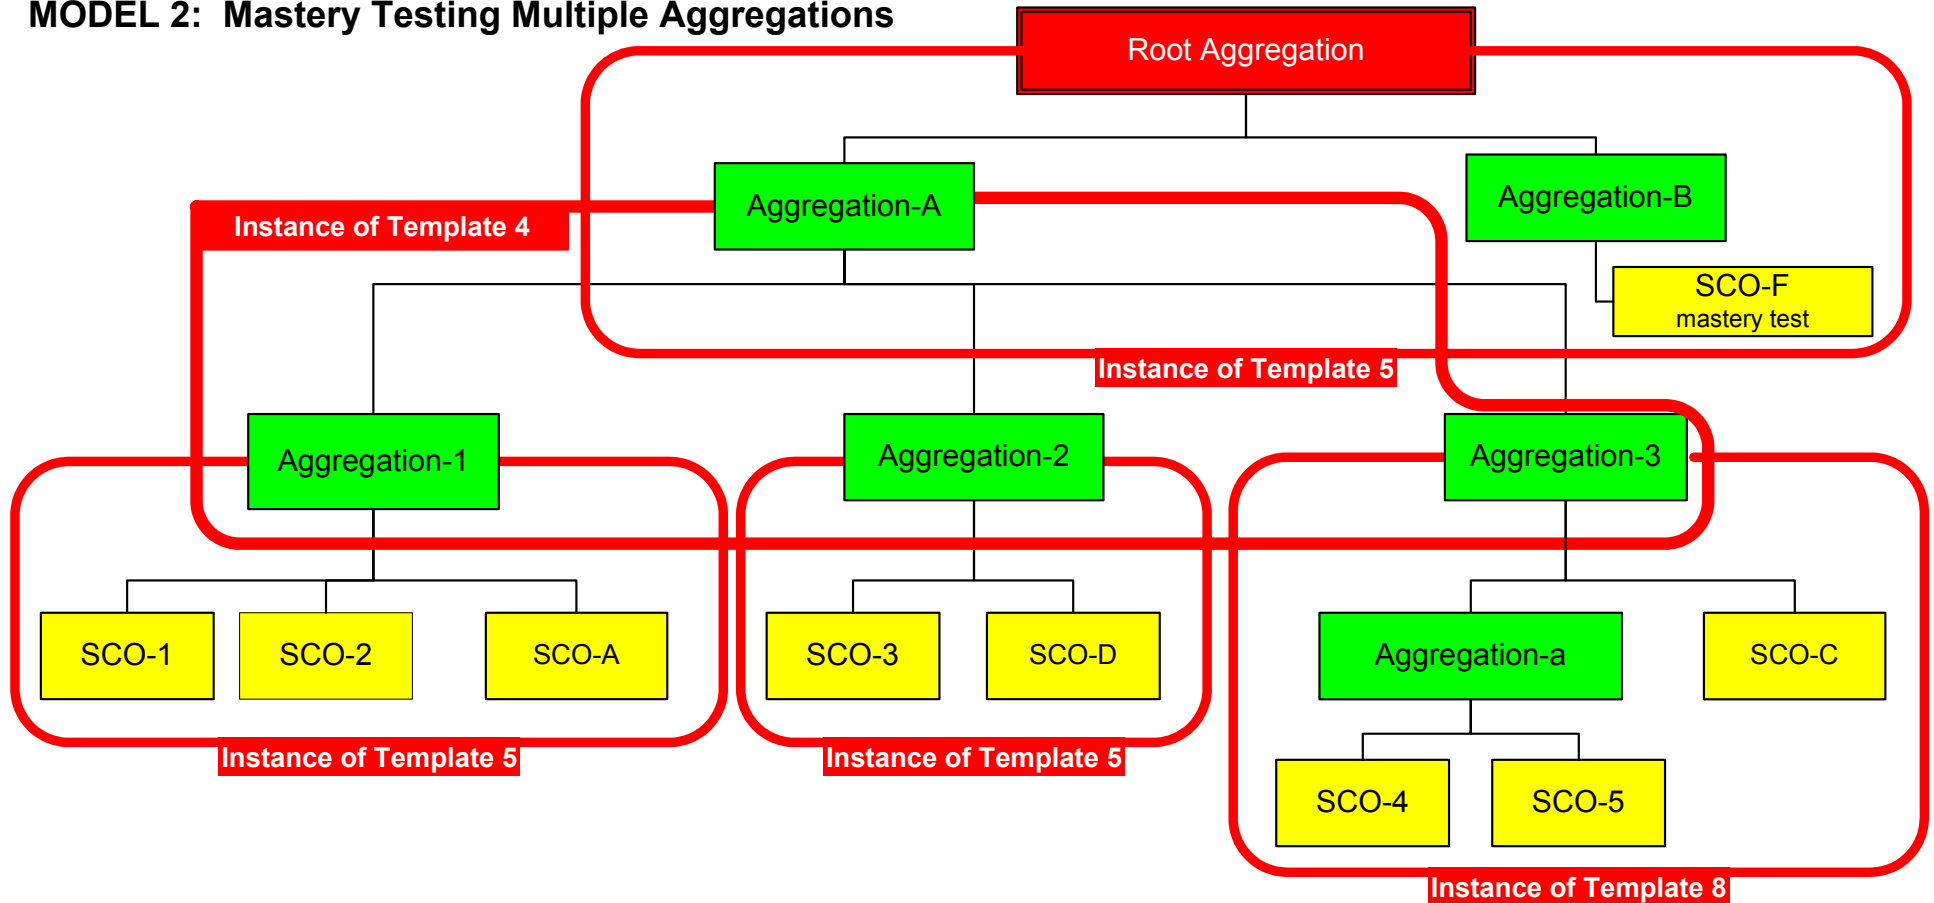 MODEL 2:  Mastery Testing Multiple Aggregations
Root Aggregation
Aggregation-A
Aggregation-B
Instance of Template 4
SCO-F
mastery test
Instance of Template 5
Aggregation-1
Aggregation-2
Aggregation-3
SCO-1
SCO-2
SCO-A
SCO-3
SCO-D
Aggregation-a
SCO-C
Instance of Template 5
Instance of Template 5
SCO-4
SCO-5
Instance of Template 8